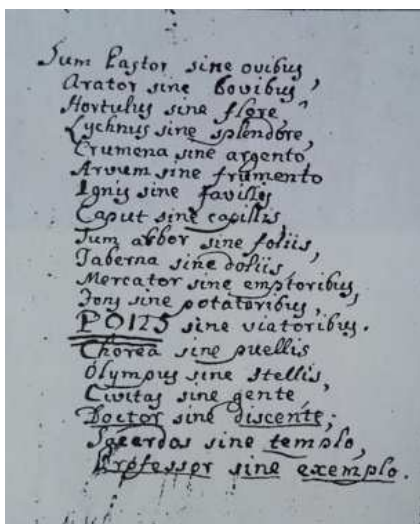 Sum Pastor sine ovibus,
Arator sine bovibus,
Hortulus sine flore,
Lychnus sine splendore,
Crumena sine argento,
Arvum sine frumento
Ignis sine favillis
Caput sine capillis,
Sum arbor sine foliis,
Taberna sine doliis
Mercator sine emptoribus,
Fons sine potatoribus,
PONS sine viatoribus.
Chorea sine puellis
Olympus sine stellis,
Civitas sine gente,
Doctor sine discente;
Sacerdos sine templo,
Professor sine exemplo.